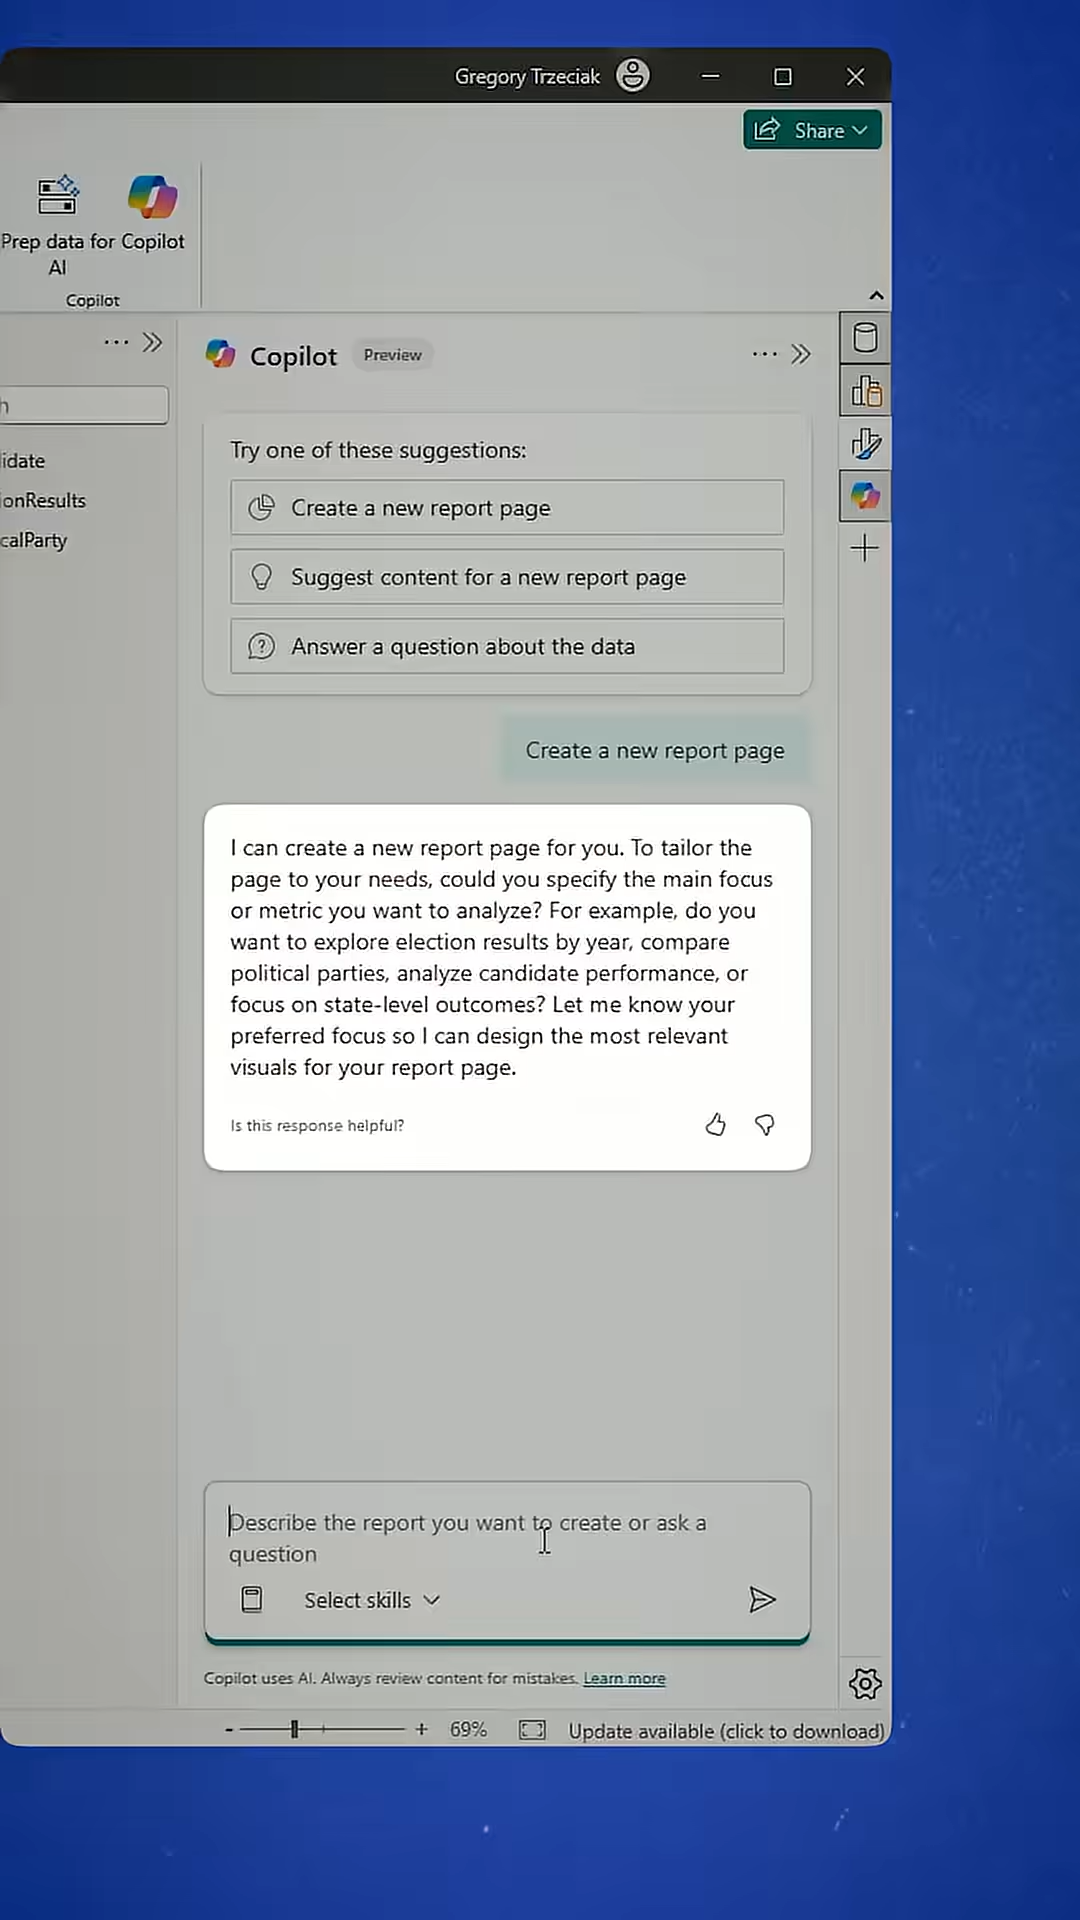 Gregory Trzeciak
Share
Prep data for AI
Copilot
Copilot
Copilot Preview
Try one of these suggestions:
Create a new report page
Suggest content for a new report page
Answer a question about the data
h
idate
onResults
calParty
Create a new report page
I can create a new report page for you. To tailor the
page to your needs, could you specify the main focus
or metric you want to analyze? For example, do you
want to explore election results by year, compare
political parties, analyze candidate performance, or
focus on state-level outcomes? Let me know your
preferred focus so I can design the most relevant
visuals for your report page.
Is this response helpful?
Describe the report you want to create or ask a
question
Select skills
Copilot uses AI. Always review content for mistakes. Learn more
- + 69% Update available (click to download)